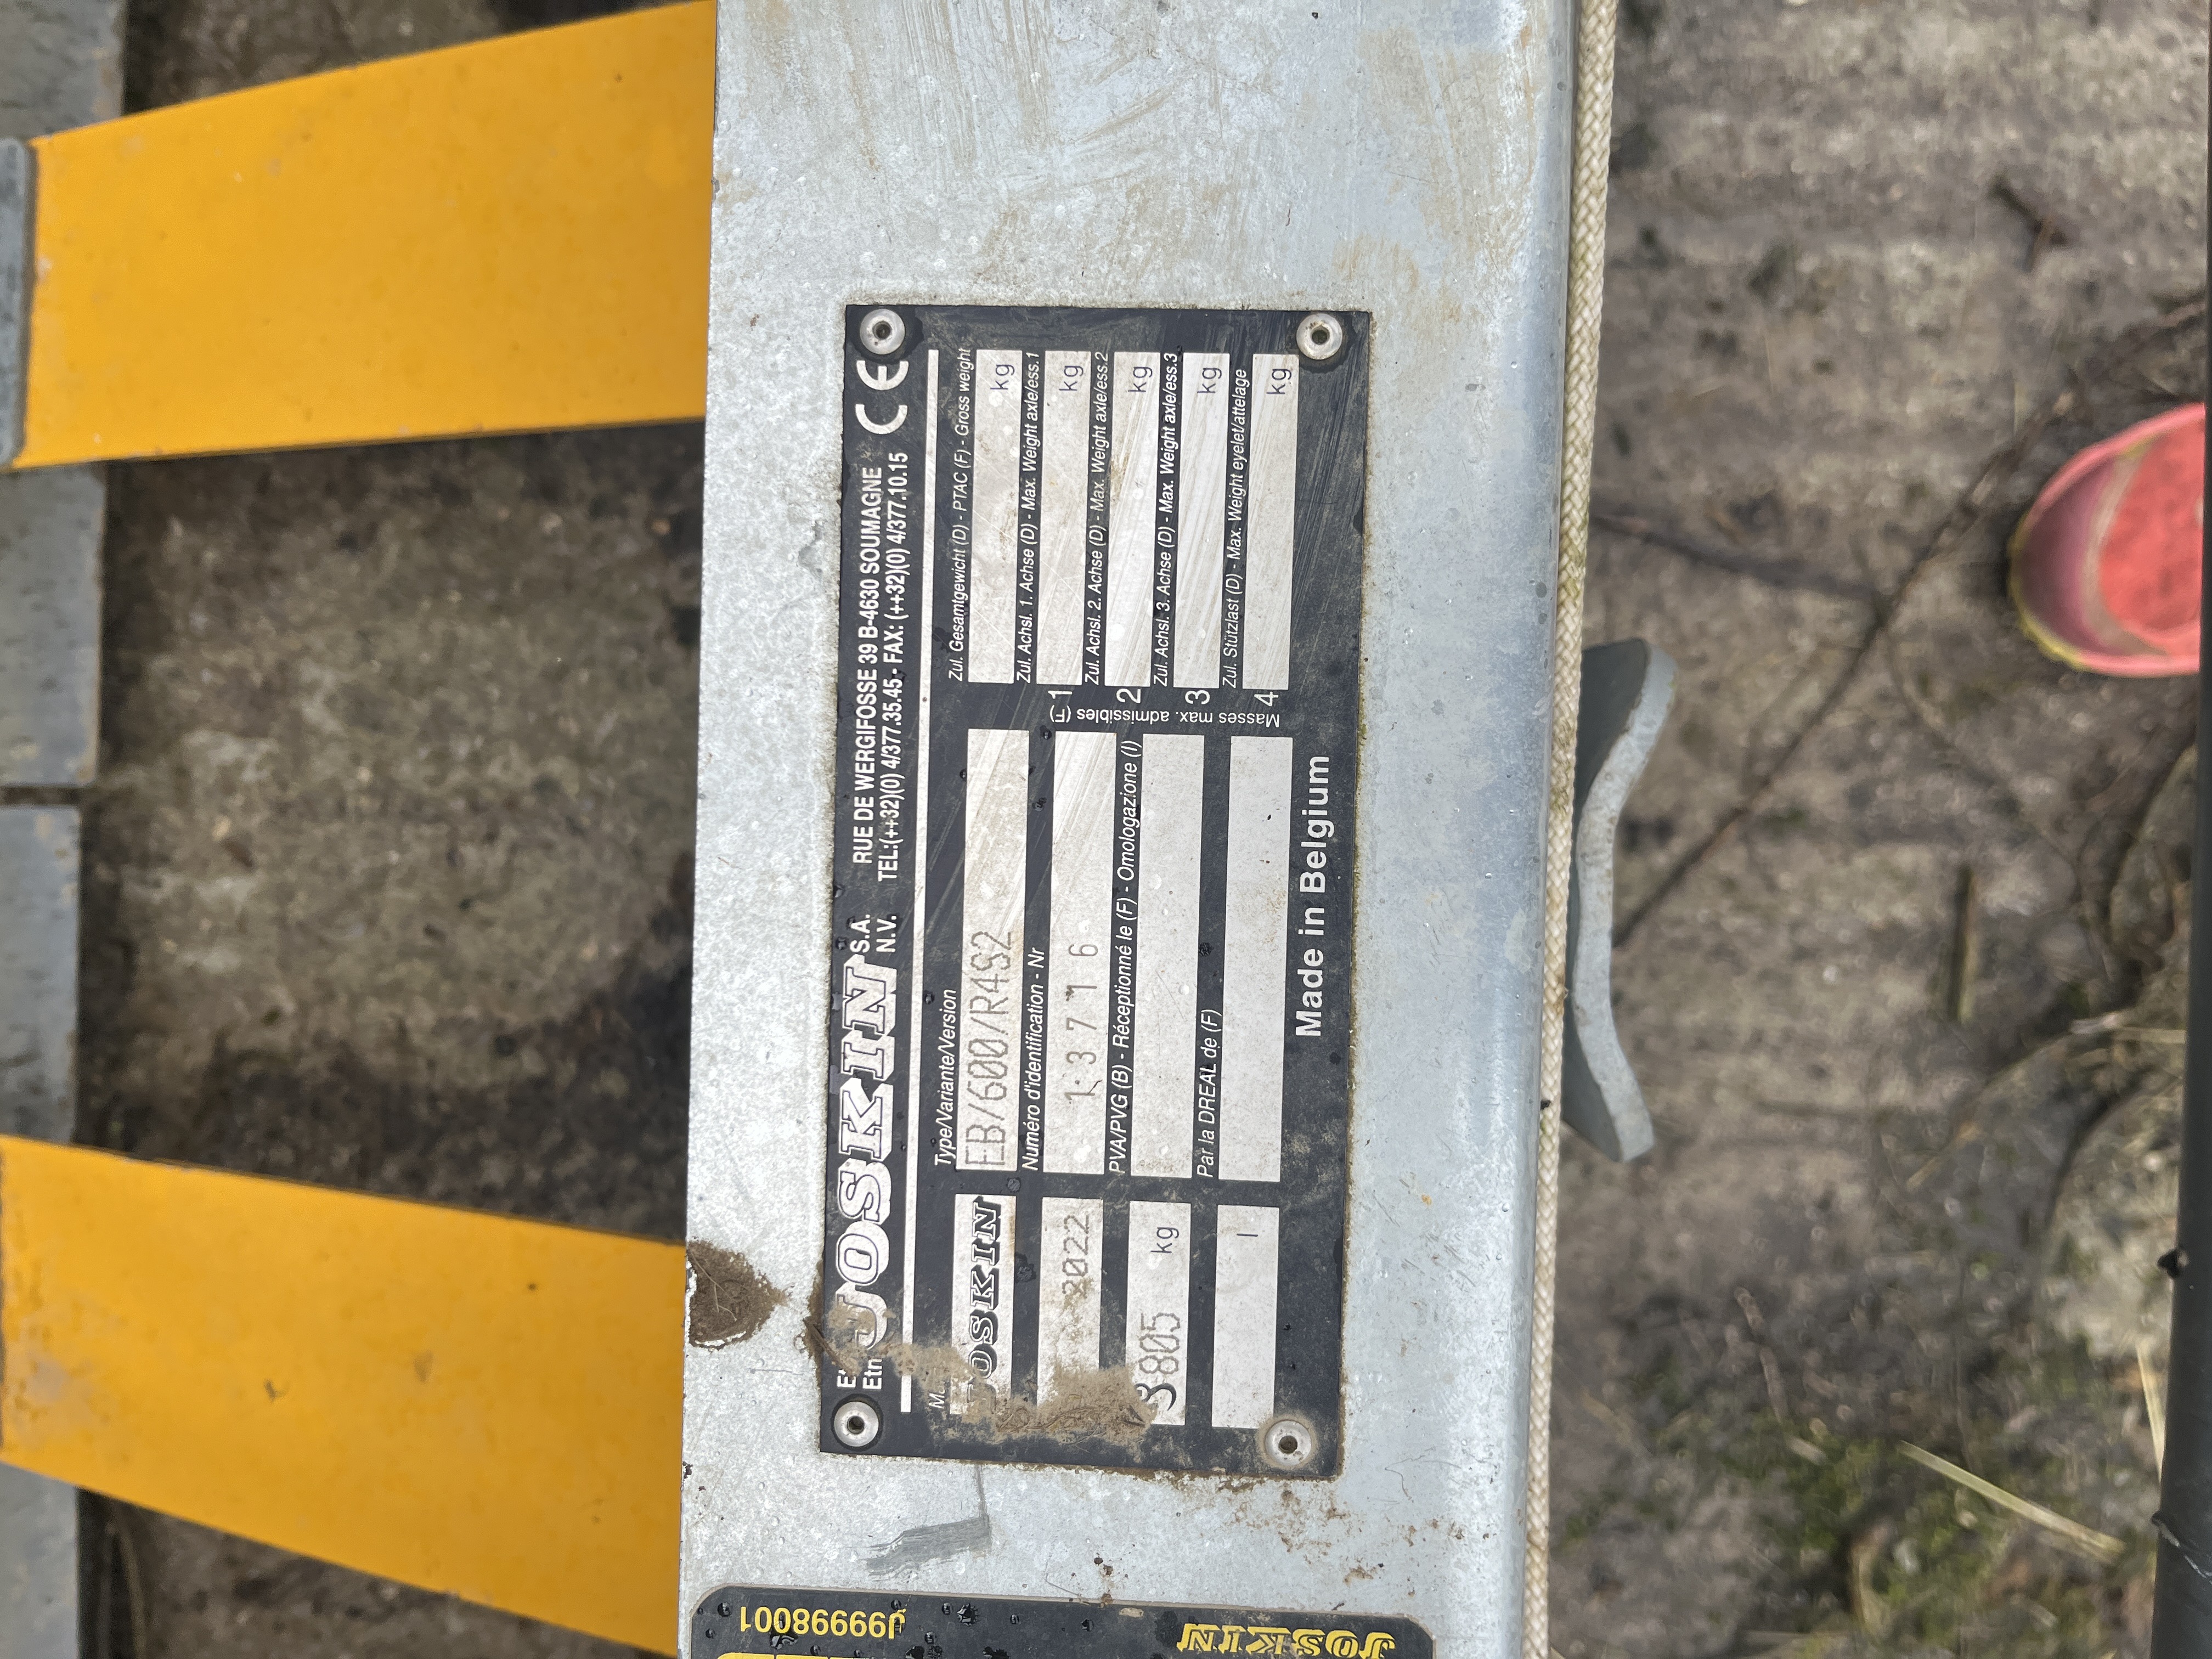 JOSKIN S.A.
N.V.
RUE DE WERGIFOSSE 39 B-4630 SOUMAGNE
TEL:(++32)(0) 4/377.35.45 - FAX: (++32)(0) 4/377.10.15
CE
Type/Variante/Version
JOSKIN
EB/600/R4S2
Numéro d'identification - Nr
2022
13716
PVA/PVG (B) - Réceptionné le (F) - Omologazione (I)
805 kg
Par la DREAL de (F)
l
Masses max. admissibles (F)
Zul. Gesamtgewicht (D) - PTAC (F) - Gross weight
kg
Zul. Achsl. 1. Achse (D) - Max. Weight axle/ess.1
1 kg
Zul. Achsl. 2. Achse (D) - Max. Weight axle/ess.2
2 kg
Zul. Achsl. 3. Achse (D) - Max. Weight axle/ess.3
3 kg
Zul. Stützlast (D) - Max. Weight eyelet/attelage
4 kg
Made in Belgium
J9998001
JOSKIN